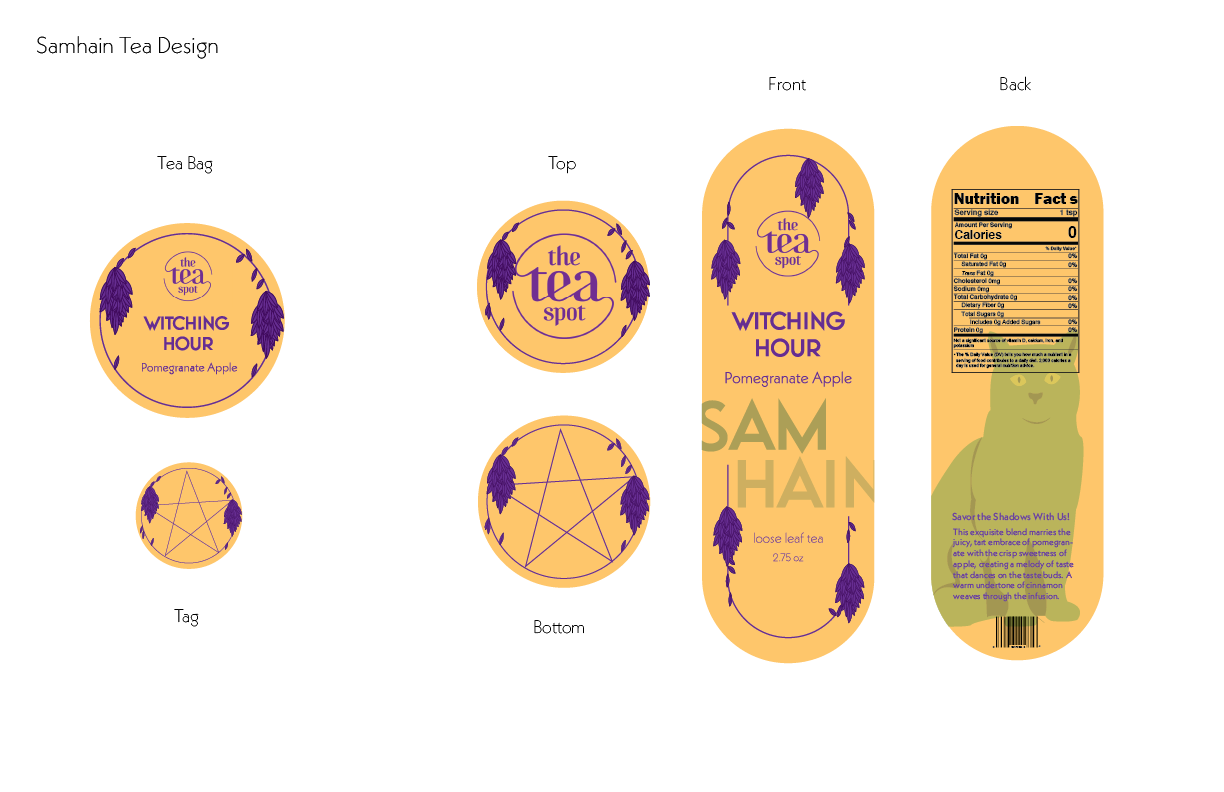 Samhain Tea Design
Tea Bag
the
tea
spot
WITCHING
HOUR
Pomegranate Apple
Tag
Top
the
tea
spot
Bottom
Front
the
tea
spot
WITCHING
HOUR
Pomegranate Apple
SAM
HAIN
loose leaf tea
2.75 oz
Back
Nutrition Fact s
Serving size 1 tsp
Amount Per Serving
Calories 0
% Daily Value*
Total Fat 0g 0%
Saturated Fat 0g 0%
Trans Fat 0g
Cholesterol 0mg 0%
Sodium 0mg 0%
Total Carbohydrate 0g 0%
Dietary Fiber 0g 0%
Total Sugars 0g
Includes 0g Added Sugars 0%
Protein 0g 0%
Not a significant source of vitamin D, calcium, iron, and
potassium
*The % Daily Value (DV) tells you how much a nutrient in a
serving of food contributes to a daily diet. 2,000 calories a
day is used for general nutrition advice.
Savor the Shadows With Us!
This exquisite blend marries the
juicy, tart embrace of pomegran-
ate with the crisp sweetness of
apple, creating a melody of taste
that dances on the taste buds. A
warm undertone of cinnamon
weaves through the infusion.